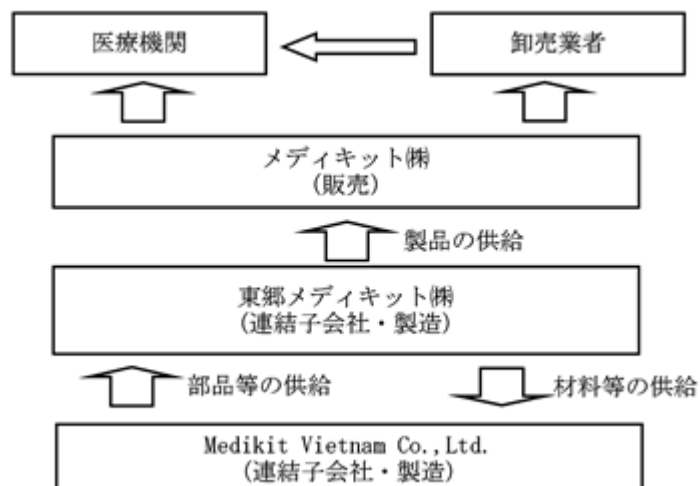 医療機関
卸売業者
メディキット㈱
(販売)
製品の供給
東郷メディキット㈱
(連結子会社・製造)
部品等の供給
材料等の供給
Medikit Vietnam Co.,Ltd.
(連結子会社・製造)